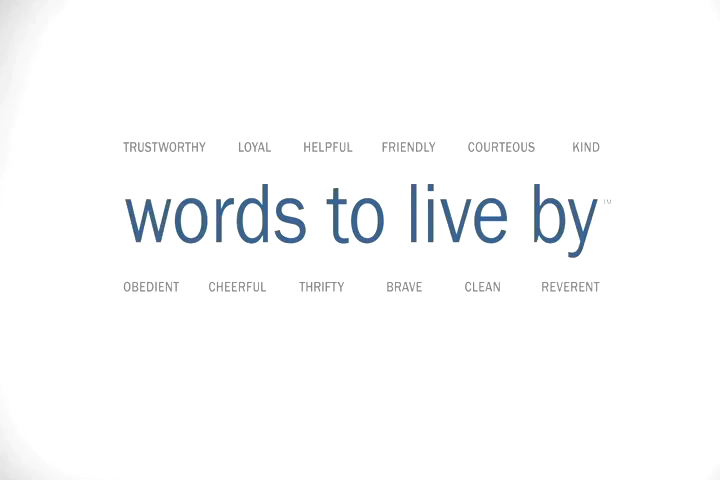 TRUSTWORTHY LOYAL HELPFUL FRIENDLY COURTEOUS KIND
words to live by™
OBEDIENT CHEERFUL THRIFTY BRAVE CLEAN REVERENT